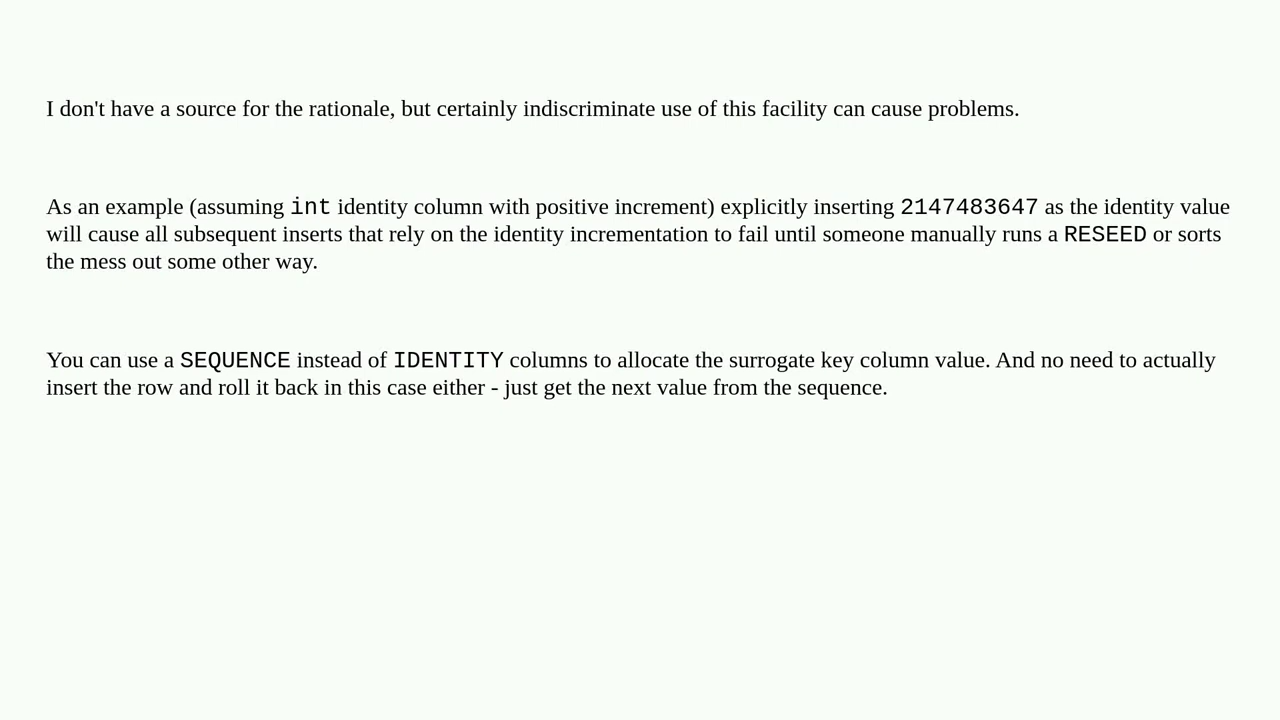 I don't have a source for the rationale, but certainly indiscriminate use of this facility can cause problems.
As an example (assuming int identity column with positive increment) explicitly inserting 2147483647 as the identity value
will cause all subsequent inserts that rely on the identity incrementation to fail until someone manually runs a RESEED or sorts
the mess out some other way.
You can use a SEQUENCE instead of IDENTITY columns to allocate the surrogate key column value. And no need to actually
insert the row and roll it back in this case either - just get the next value from the sequence.